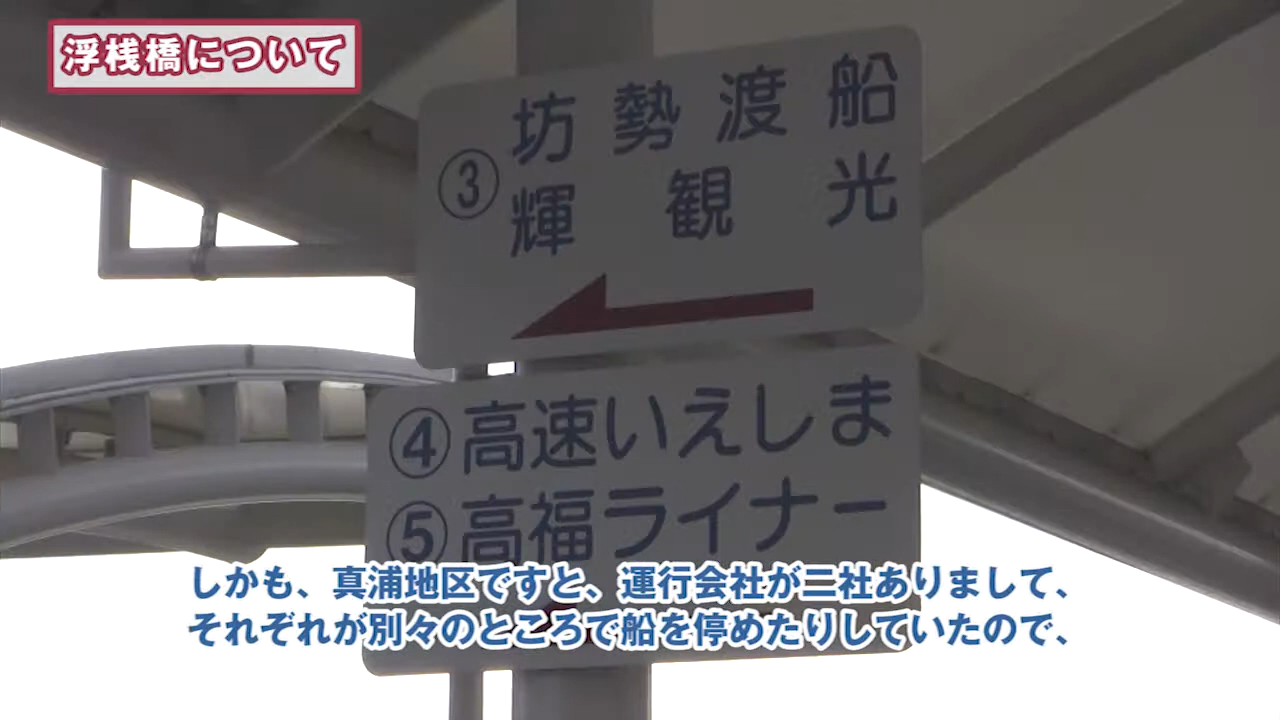 浮桟橋について
③坊勢渡船
輝観光
④高速いえしま
⑤高福ライナー
しかも、真浦地区ですと、運行会社が二社ありまして、
それぞれが別々のところで船を停めたりしていたので、